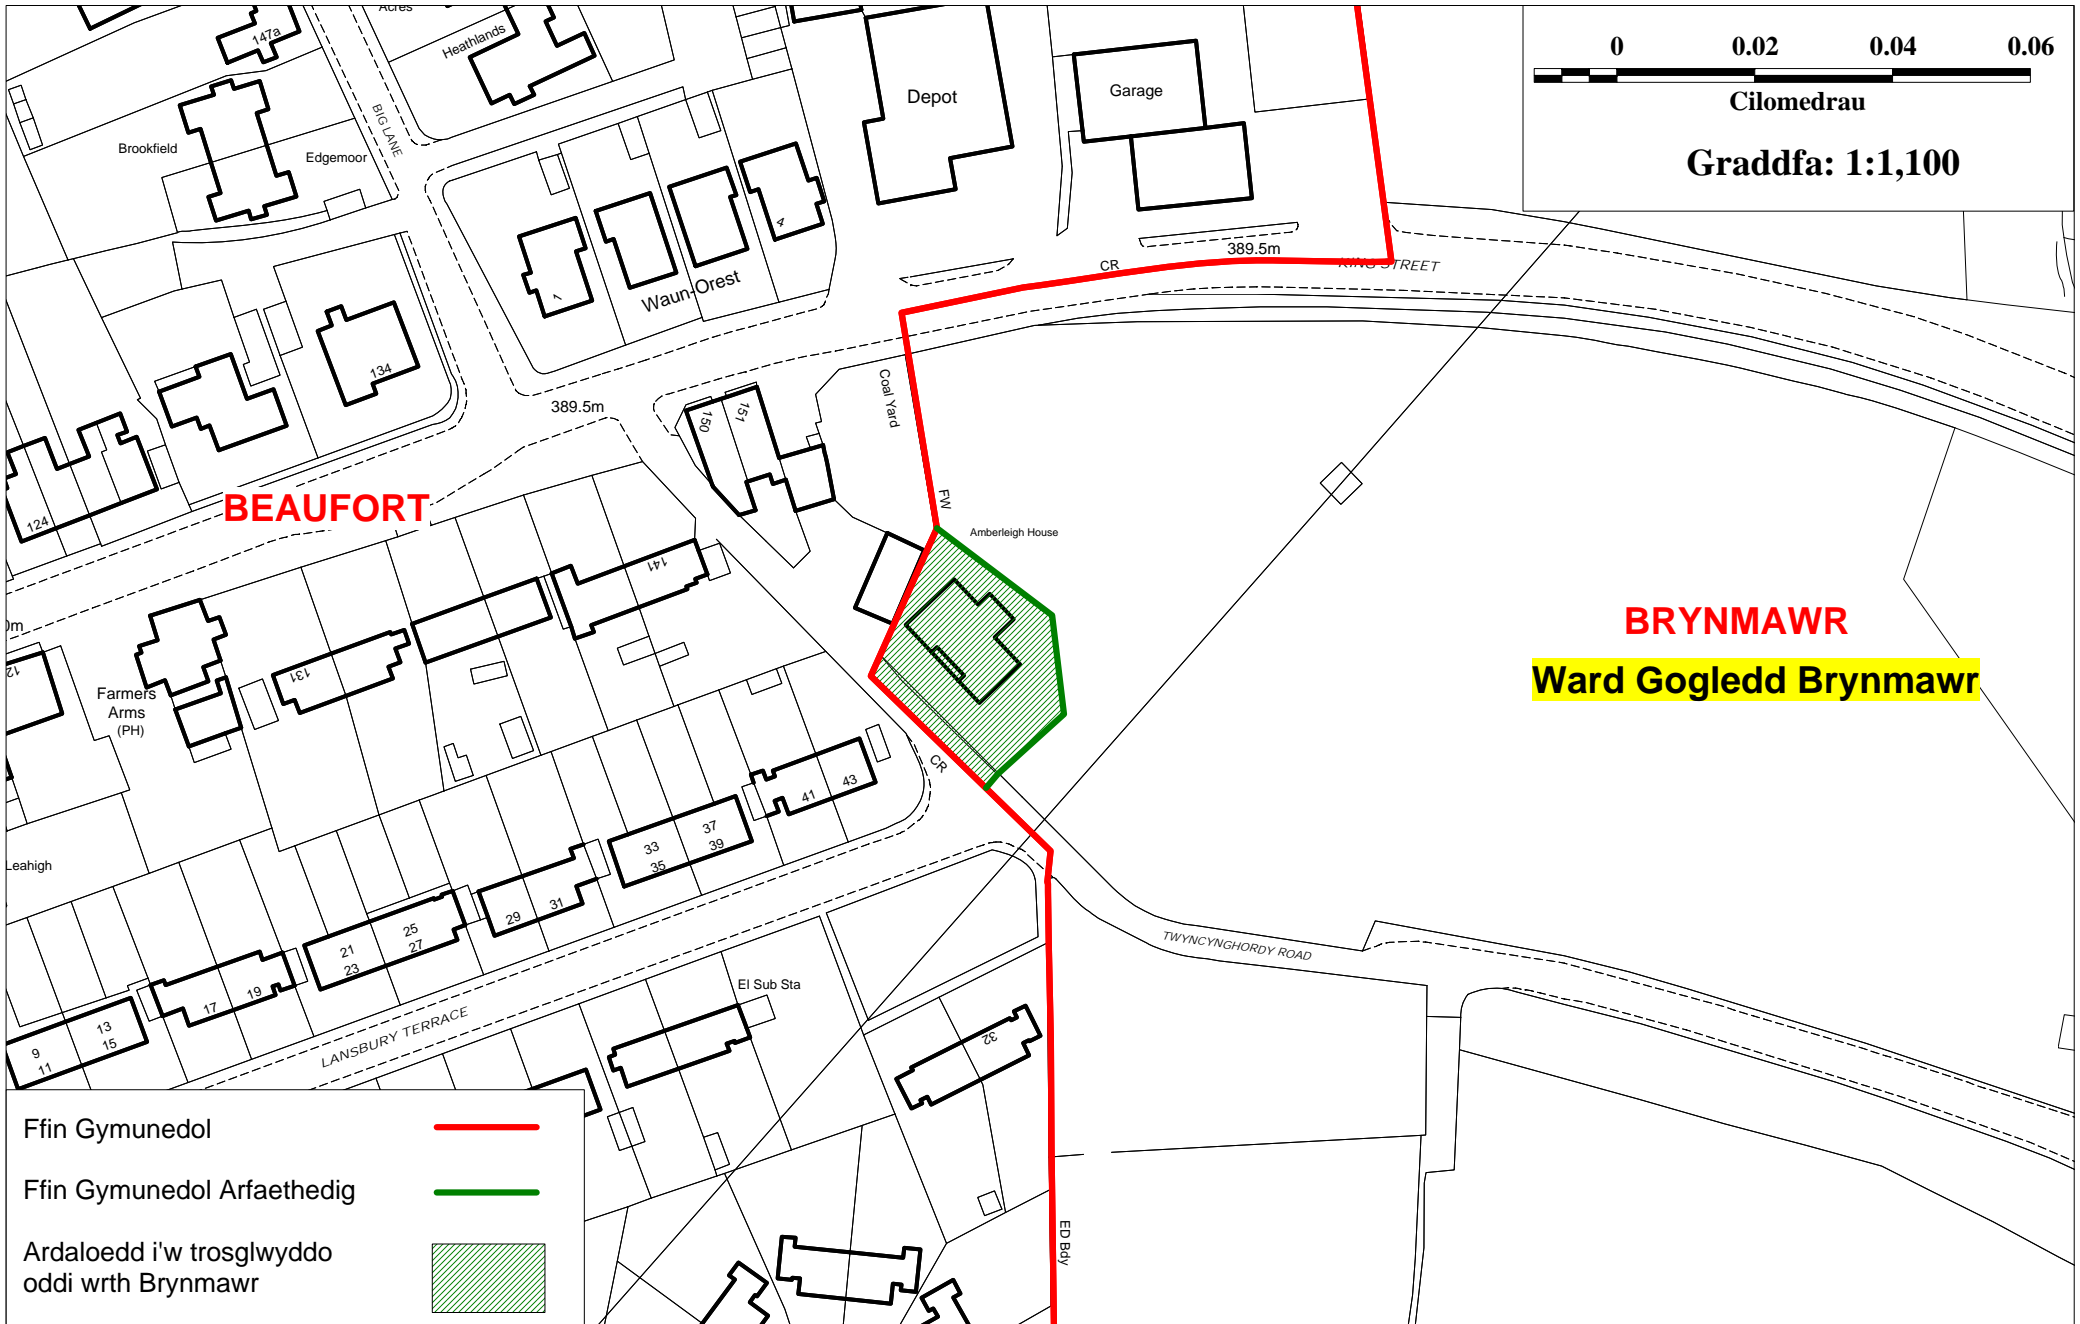 Acres
147a
Heathlands
BIG LANE
Brookfield
Edgemoor
Depot
Garage
0 0.02 0.04 0.06
Cilomedrau
Graddfa: 1:1,100
1
4
Waun-Orest
CR
389.5m
KING STREET
134
389.5m
150
151
Coal Yard
FW
124
BEAUFORT
Amberleigh House
141
0m
131
Farmers
Arms
(PH)
BRYNMAWR
Ward Gogledd Brynmawr
CR
41
43
33
35
37
39
Leahigh
29
31
21
23
25
27
17
19
13
15
9
11
LANSBURY TERRACE
El Sub Sta
TWYNCYNGHORDY ROAD
32
ED Bdy
Ffin Gymunedol
Ffin Gymunedol Arfaethedig
Ardaloedd i'w trosglwyddo
oddi wrth Brynmawr